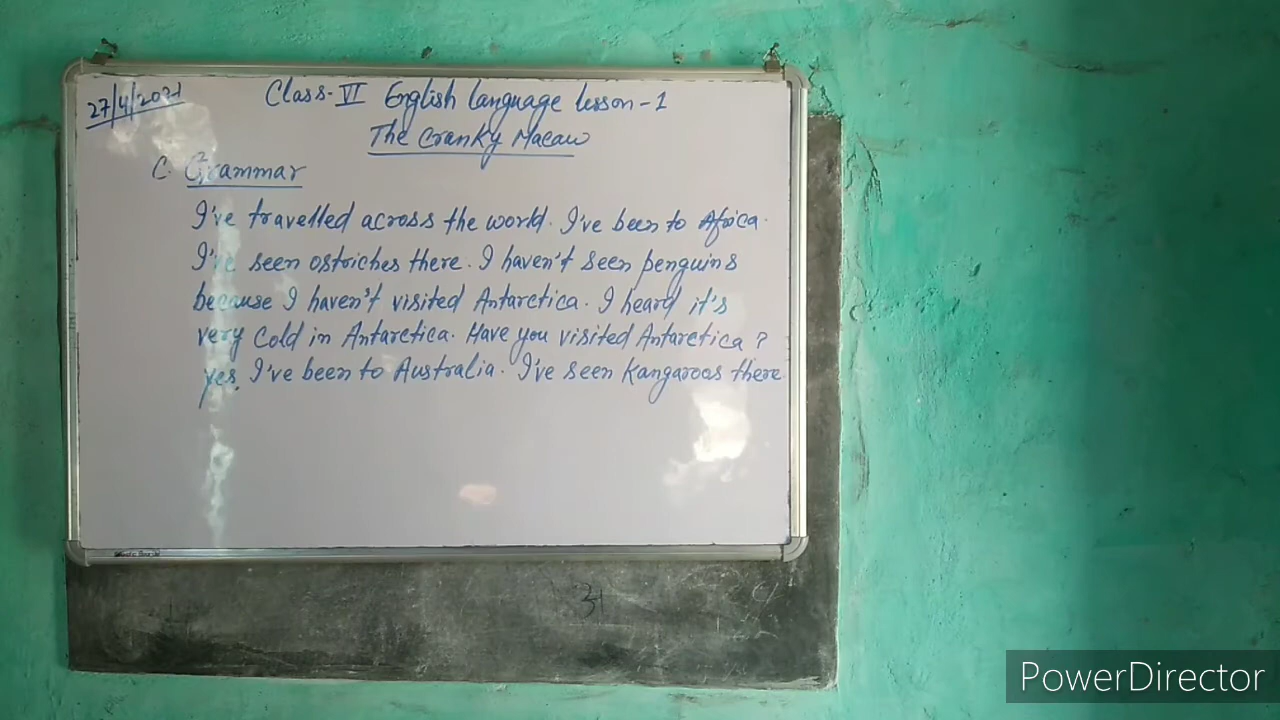 27/4/2021
Class-VI English language lesson-1
The Cranky Macaw
C. Grammar
I've travelled across the world. I've been to Africa.
I've seen ostriches there. I haven't seen penguins
because I haven't visited Antarctica. I heard it's
very cold in Antarctica. Have you visited Antarctica?
yes, I've been to Australia. I've seen Kangaroos there
31
PowerDirector